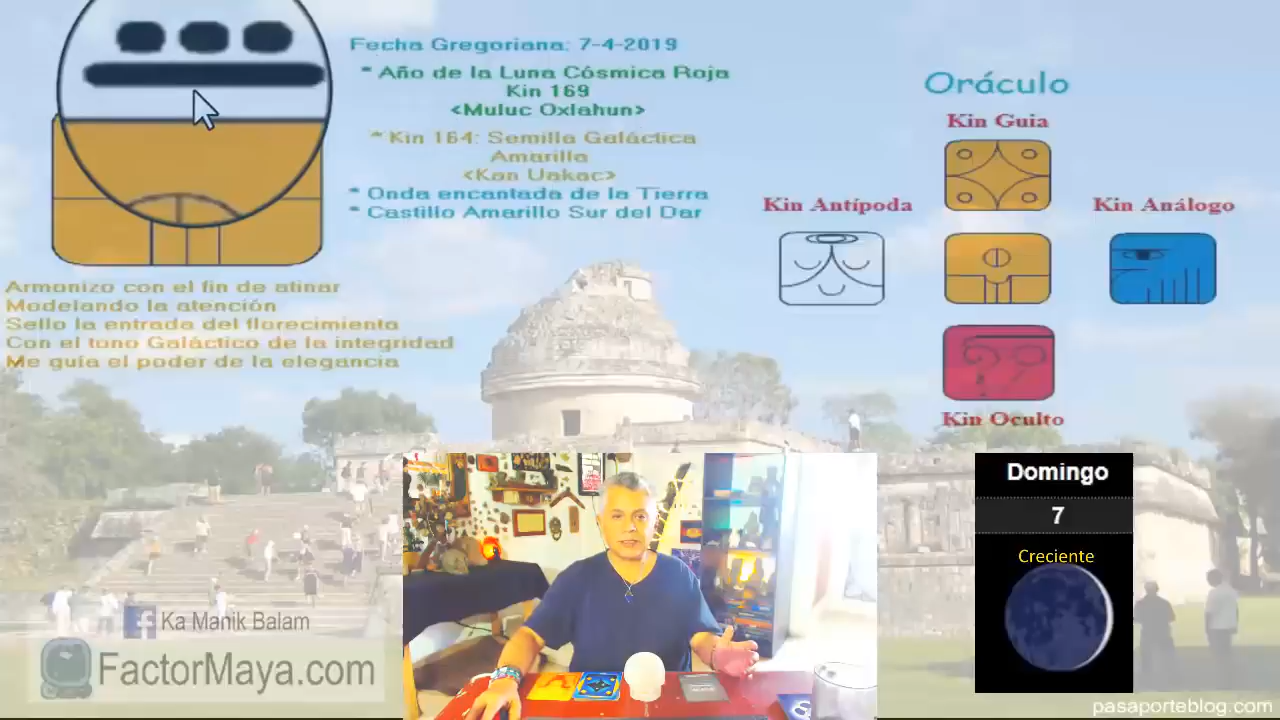 Fecha Gregoriana: 7-4-2019
* Año de la Luna Cósmica Roja
Kin 169
<Muluc Oxlahun>
* Kin 164: Semilla Galáctica
Amarilla
<Kan Uakac>
* Onda encantada de la Tierra
* Castillo Amarillo Sur del Dar
Armonizo con el fin de afinar
Modelando la atención
Sello la entrada del florecimiento
Con el tono Galáctico de la integridad
Me guía el poder de la elegancia
Oráculo
Kin Guia
Kin Antípoda
Kin Análogo
Kin Oculto
Domingo
7
Creciente
f Ka Manik Balam
FactorMaya.com
pasaporteblog.com